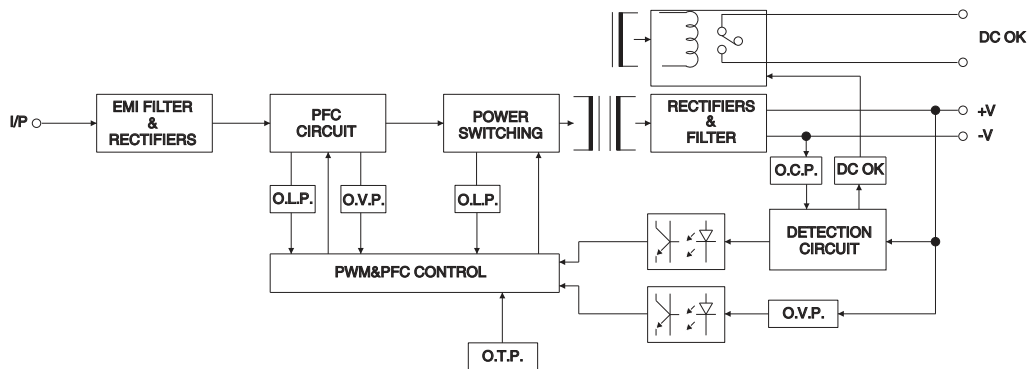 DC OK
I/P
EMI FILTER
&
RECTIFIERS
PFC
CIRCUIT
POWER
SWITCHING
RECTIFIERS
&
FILTER
+V
-V
O.L.P.
O.V.P.
O.L.P.
O.C.P.
DC OK
DETECTION
CIRCUIT
PWM&PFC CONTROL
O.V.P.
O.T.P.